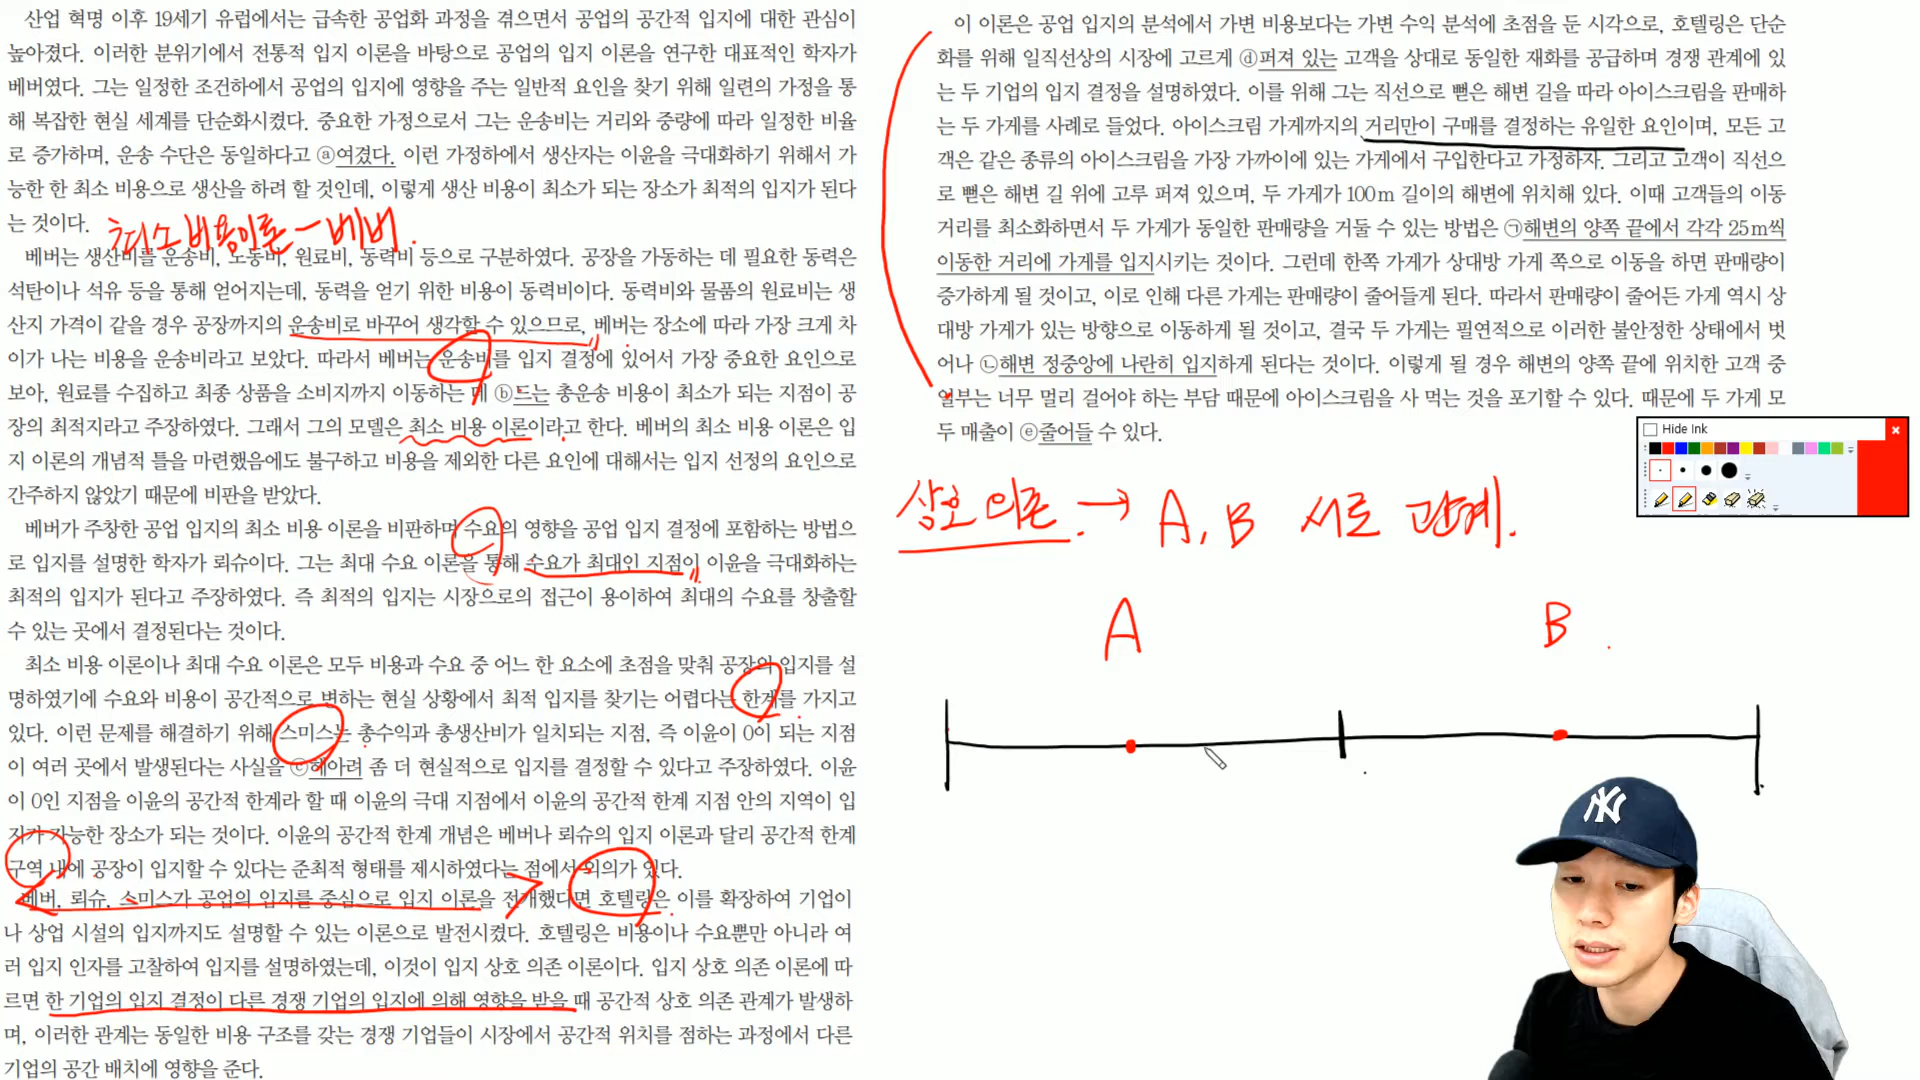 산업 혁명 이후 19세기 유럽에서는 급속한 공업화 과정을 겪으면서 공업의 공간적 입지에 대한 관심이
높아졌다. 이러한 분위기에서 전통적 입지 이론을 바탕으로 공업의 입지 이론을 연구한 대표적인 학자가
베버였다. 그는 일정한 조건하에서 공업의 입지에 영향을 주는 일반적 요인을 찾기 위해 일련의 가정을 통
해 복잡한 현실 세계를 단순화시켰다. 중요한 가정으로서 그는 운송비는 거리와 중량에 따라 일정한 비율
로 증가하며, 운송 수단은 동일하다고 ⓐ여겼다. 이런 가정하에서 생산자는 이윤을 극대화하기 위해서 가
능한 한 최소 비용으로 생산을 하려 할 것인데, 이렇게 생산 비용이 최소가 되는 장소가 최적의 입지가 된다
는 것이다.
최소 비용이론 - 베버.
베버는 생산비를 운송비, 노동비, 원료비, 동력비 등으로 구분하였다. 공장을 가동하는 데 필요한 동력은
석탄이나 석유 등을 통해 얻어지는데, 동력을 얻기 위한 비용이 동력비이다. 동력비와 물품의 원료비는 생
산지 가격이 같을 경우 공장까지의 운송비로 바꾸어 생각할 수 있으므로, 베버는 장소에 따라 가장 크게 차
이가 나는 비용을 운송비라고 보았다. 따라서 베버는 운송비를 입지 결정에 있어서 가장 중요한 요인으로
보아, 원료를 수집하고 최종 상품을 소비지까지 이동하는 데 ⓑ드는 총운송 비용이 최소가 되는 지점이 공
장의 최적지라고 주장하였다. 그래서 그의 모델은 최소 비용 이론이라고 한다. 베버의 최소 비용 이론은 입
지 이론의 개념적 틀을 마련했음에도 불구하고 비용을 제외한 다른 요인에 대해서는 입지 선정의 요인으로
간주하지 않았기 때문에 비판을 받았다.
베버가 주창한 공업 입지의 최소 비용 이론을 비판하며 수요의 영향을 공업 입지 결정에 포함하는 방법으
로 입지를 설명한 학자가 뢰슈이다. 그는 최대 수요 이론을 통해 수요가 최대인 지점이 이윤을 극대화하는
최적의 입지가 된다고 주장하였다. 즉 최적의 입지는 시장으로의 접근이 용이하여 최대의 수요를 창출할
수 있는 곳에서 결정된다는 것이다.
최소 비용 이론이나 최대 수요 이론은 모두 비용과 수요 중 어느 한 요소에 초점을 맞춰 공장의 입지를 설
명하였기에 수요와 비용이 공간적으로 변하는 현실 상황에서 최적 입지를 찾기는 어렵다는 한계를 가지고
있다. 이런 문제를 해결하기 위해 스미스는 총수익과 총생산비가 일치되는 지점, 즉 이윤이 0이 되는 지점
이 여러 곳에서 발생된다는 사실을 ⓒ헤아려 좀 더 현실적으로 입지를 결정할 수 있다고 주장하였다. 이윤
이 0인 지점을 이윤의 공간적 한계라 할 때 이윤의 극대 지점에서 이윤의 공간적 한계 지점 안의 지역이 입
지가 가능한 장소가 되는 것이다. 이윤의 공간적 한계 개념은 베버나 뢰슈의 입지 이론과 달리 공간적 한계
구역 내에 공장이 입지할 수 있다는 준최적 형태를 제시하였다는 점에서 의의가 있다.
베버, 뢰슈, 스미스가 공업의 입지를 중심으로 입지 이론을 전개했다면 호텔링은 이를 확장하여 기업이
나 상업 시설의 입지까지도 설명할 수 있는 이론으로 발전시켰다. 호텔링은 비용이나 수요뿐만 아니라 여
러 입지 인자를 고찰하여 입지를 설명하였는데, 이것이 입지 상호 의존 이론이다. 입지 상호 의존 이론에 따
르면 한 기업의 입지 결정이 다른 경쟁 기업의 입지에 의해 영향을 받을 때 공간적 상호 의존 관계가 발생하
며, 이러한 관계는 동일한 비용 구조를 갖는 경쟁 기업들이 시장에서 공간적 위치를 점하는 과정에서 다른
기업의 공간 배치에 영향을 준다.
이 이론은 공업 입지의 분석에서 가변 비용보다는 가변 수익 분석에 초점을 둔 시각으로, 호텔링은 단순
화를 위해 일직선상의 시장에 고르게 ⓓ퍼져 있는 고객을 상대로 동일한 재화를 공급하며 경쟁 관계에 있
는 두 기업의 입지 결정을 설명하였다. 이를 위해 그는 직선으로 뻗은 해변 길을 따라 아이스크림을 판매하
는 두 가게를 사례로 들었다. 아이스크림 가게까지의 거리만이 구매를 결정하는 유일한 요인이며, 모든 고
객은 같은 종류의 아이스크림을 가장 가까이에 있는 가게에서 구입한다고 가정하자. 그리고 고객이 직선으
로 뻗은 해변 길 위에 고루 퍼져 있으며, 두 가게가 100m 길이의 해변에 위치해 있다. 이때 고객들의 이동
거리를 최소화하면서 두 가게가 동일한 판매량을 거둘 수 있는 방법은 ㉠해변의 양쪽 끝에서 각각 25m씩
이동한 거리에 가게를 입지시키는 것이다. 그런데 한쪽 가게가 상대방 가게 쪽으로 이동을 하면 판매량이
증가하게 될 것이고, 이로 인해 다른 가게는 판매량이 줄어들게 된다. 따라서 판매량이 줄어든 가게 역시 상
대방 가게가 있는 방향으로 이동하게 될 것이고, 결국 두 가게는 필연적으로 이러한 불안정한 상태에서 벗
어나 ㉡해변 정중앙에 나란히 입지하게 된다는 것이다. 이렇게 될 경우 해변의 양쪽 끝에 위치한 고객 중
일부는 너무 멀리 걸어야 하는 부담 때문에 아이스크림을 사 먹는 것을 포기할 수 있다. 때문에 두 가게 모
두 매출이 ⓔ줄어들 수 있다.
Hide Ink
상호 의존. → A, B 서로 관계.
A B
NY